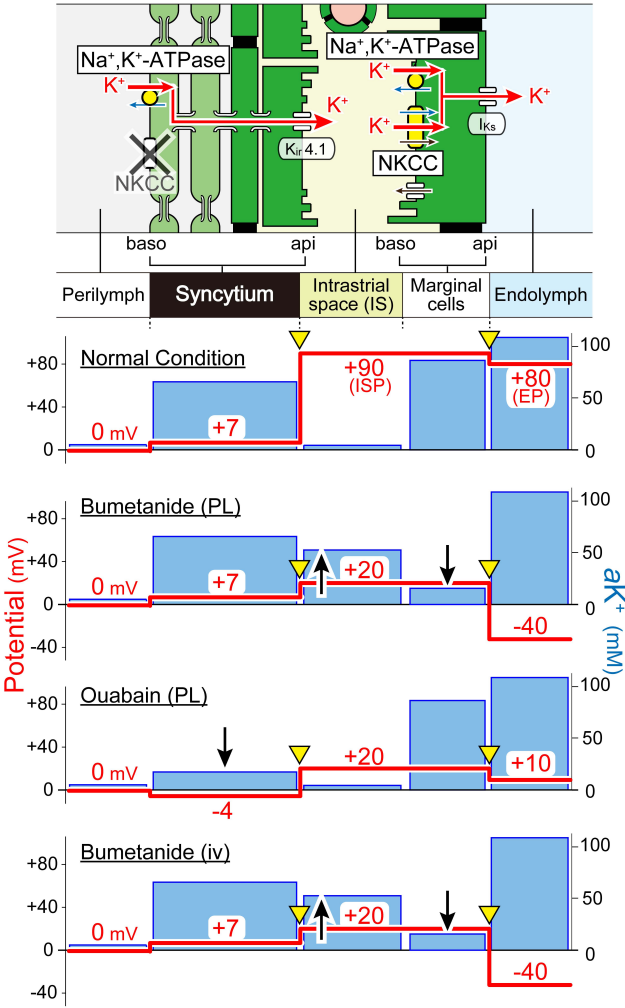 Na⁺,K⁺-ATPase
Na⁺,K⁺-ATPase
K⁺
K⁺
K⁺
K⁺
K⁺
Kir 4.1
IKs
NKCC
NKCC
baso
api
baso
api
Perilymph
Syncytium
Intrastrial
space (IS)
Marginal
cells
Endolymph
Normal Condition
+80
+40
0
0 mV
+7
+90
(ISP)
+80
(EP)
100
50
0
Bumetanide (PL)
+80
+40
0
-40
0 mV
+7
+20
-40
100
50
0
Potential (mV)
aK⁺ (mM)
Ouabain (PL)
+80
+40
0
0 mV
-4
+20
+10
100
50
0
Bumetanide (iv)
+80
+40
0
-40
0 mV
+7
+20
-40
100
50
0